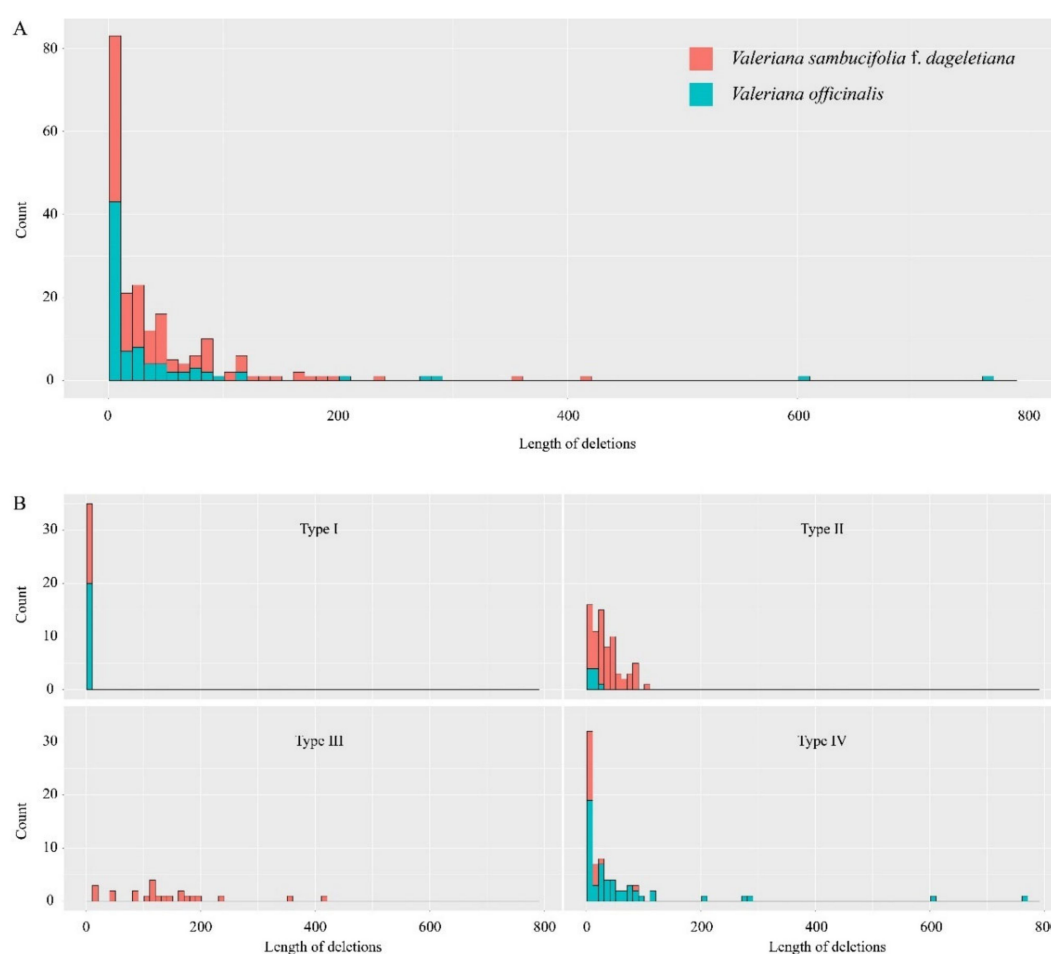 A
80
60
40
20
0
Count
Valeriana sambucifolia f. dageletiana
Valeriana officinalis
0 200 400 600 800
Length of deletions
B
Type I
Type II
30
20
10
0
Count
Type III
Type IV
30
20
10
0
Count
0 200 400 600 800
0 200 400 600 800
Length of deletions
Length of deletions